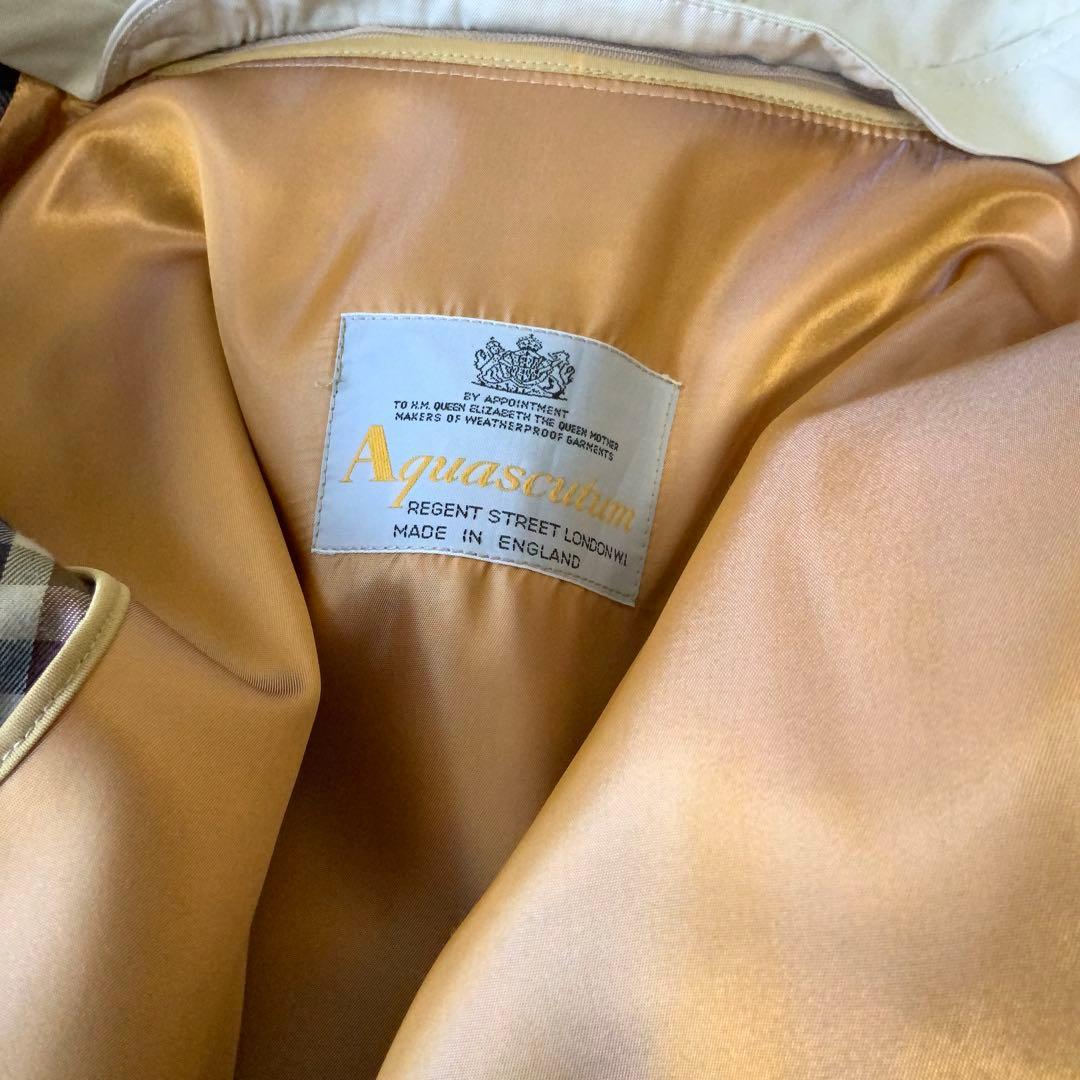 BY APPOINTMENT
TO H.M. QUEEN ELIZABETH THE QUEEN MOTHER
MAKERS OF WEATHERPROOF GARMENTS
Aquascutum
REGENT STREET LONDON W.1.
MADE IN ENGLAND